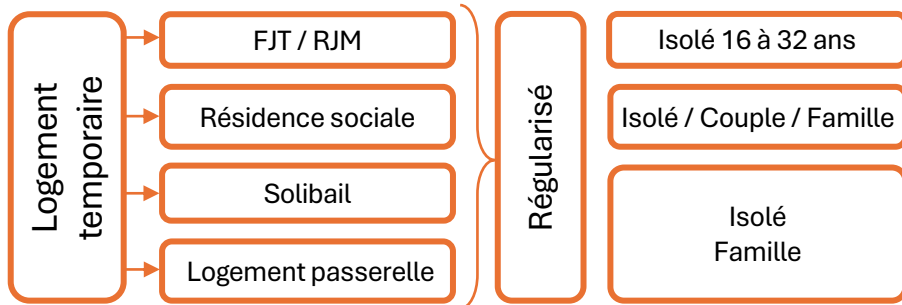 Logement
temporaire
FJT / RJM
Résidence sociale
Solibail
Logement passerelle
Régularisé
Isolé 16 à 32 ans
Isolé / Couple / Famille
Isolé
Famille